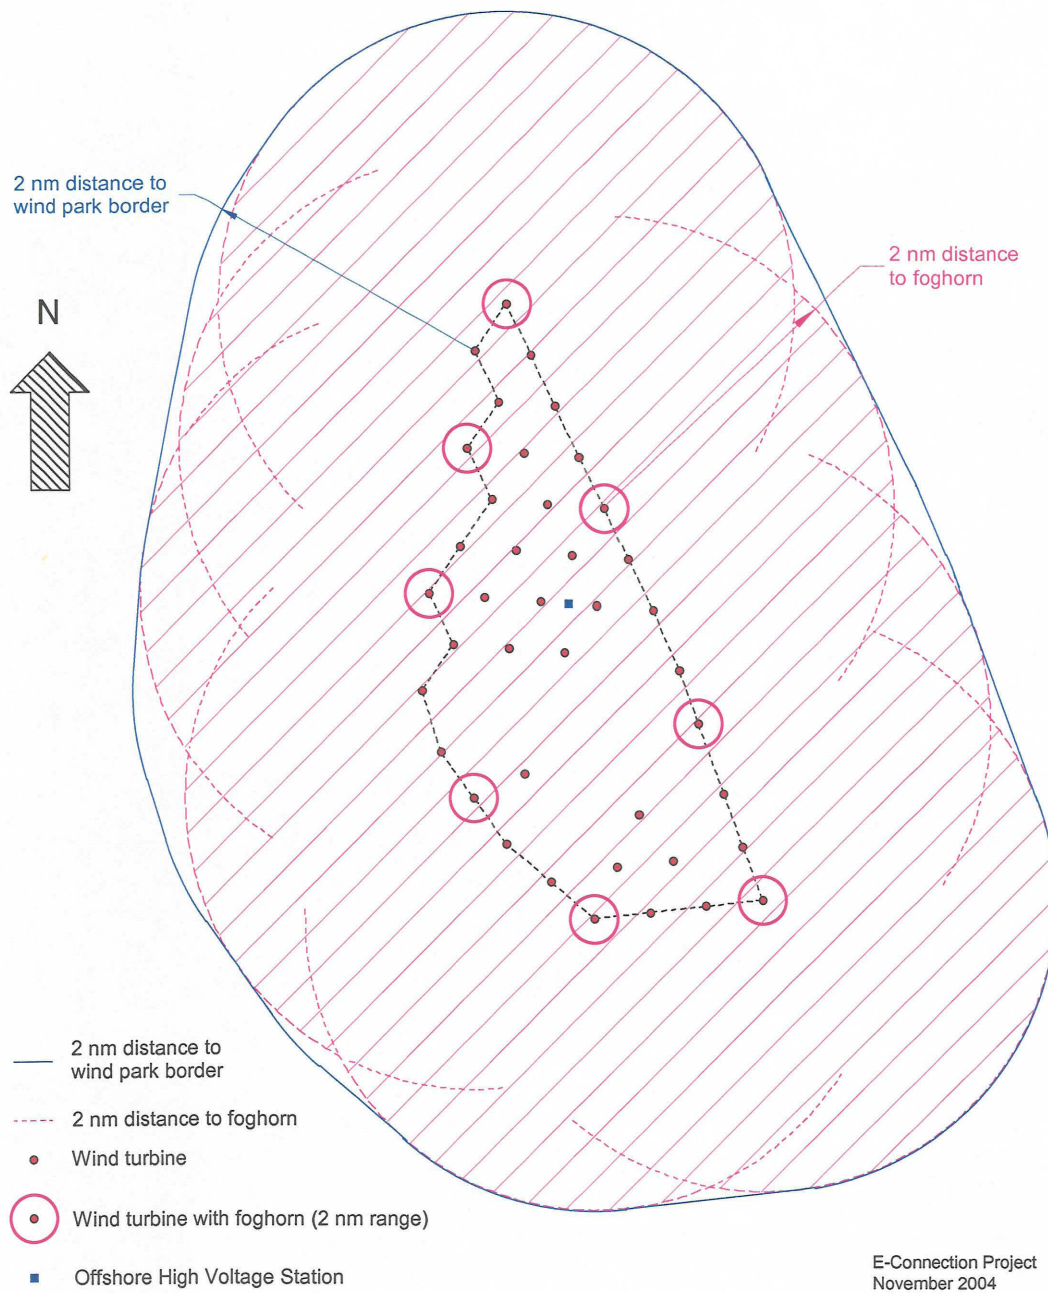 2 nm distance to
wind park border
2 nm distance
to foghorn
N
2 nm distance to
wind park border
2 nm distance to foghorn
Wind turbine
Wind turbine with foghorn (2 nm range)
Offshore High Voltage Station
E-Connection Project
November 2004